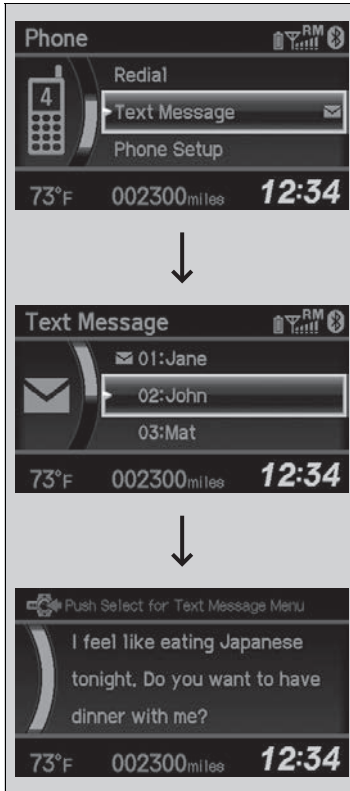 Phone
RM
4
Redial
Text Message
Phone Setup
73°F 002300miles 12:34
Text Message
RM
01:Jane
02:John
03:Mat
73°F 002300miles 12:34
Push Select for Text Message Menu
I feel like eating Japanese
tonight. Do you want to have
dinner with me?
73°F 002300miles 12:34